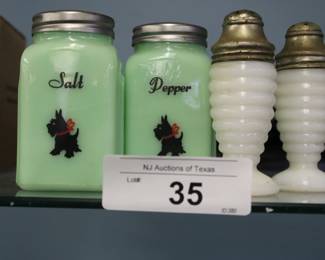 Salt
Pepper
NJ Auctions of Texas
Lot#
35